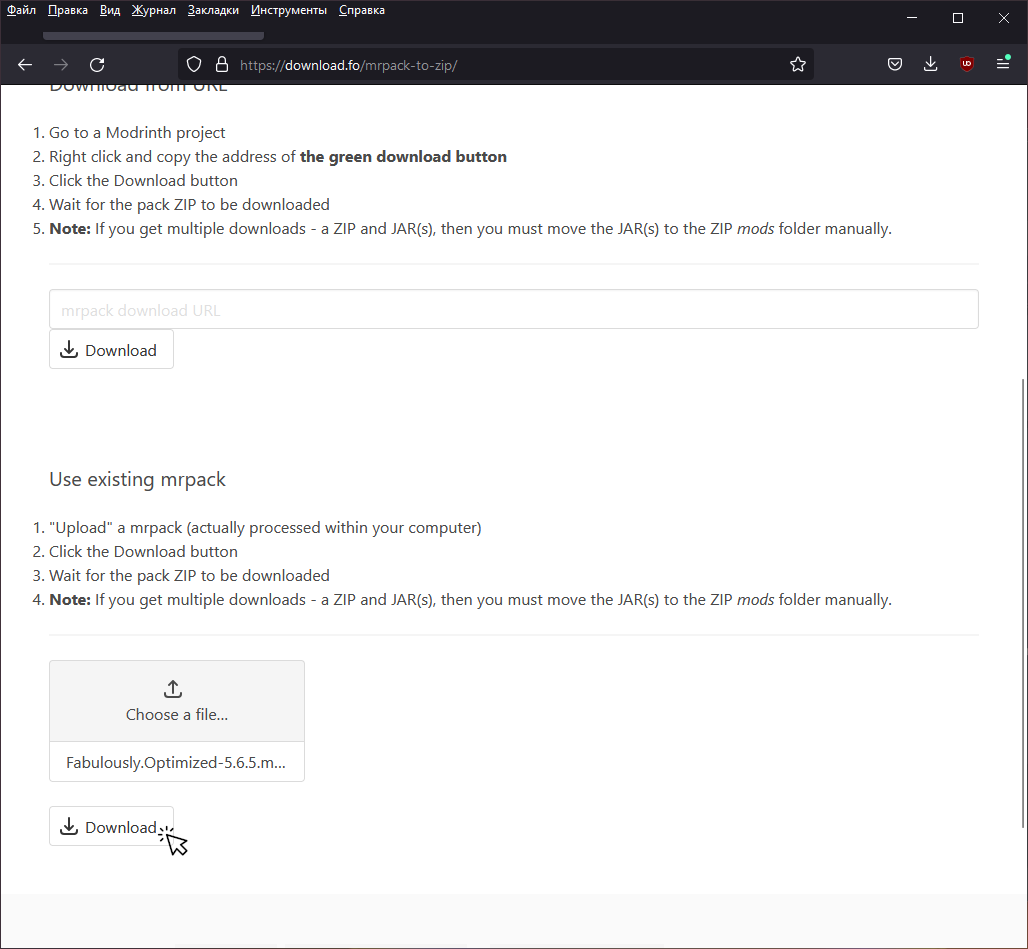 Файл Правка Вид Журнал Закладки Инструменты Справка
https://download.fo/mrpack-to-zip/
Download from URL
1. Go to a Modrinth project
2. Right click and copy the address of the green download button
3. Click the Download button
4. Wait for the pack ZIP to be downloaded
5. Note: If you get multiple downloads - a ZIP and JAR(s), then you must move the JAR(s) to the ZIP mods folder manually.
mrpack download URL
Download
Use existing mrpack
1. "Upload" a mrpack (actually processed within your computer)
2. Click the Download button
3. Wait for the pack ZIP to be downloaded
4. Note: If you get multiple downloads - a ZIP and JAR(s), then you must move the JAR(s) to the ZIP mods folder manually.
Choose a file...
Fabulously.Optimized-5.6.5.m...
Download